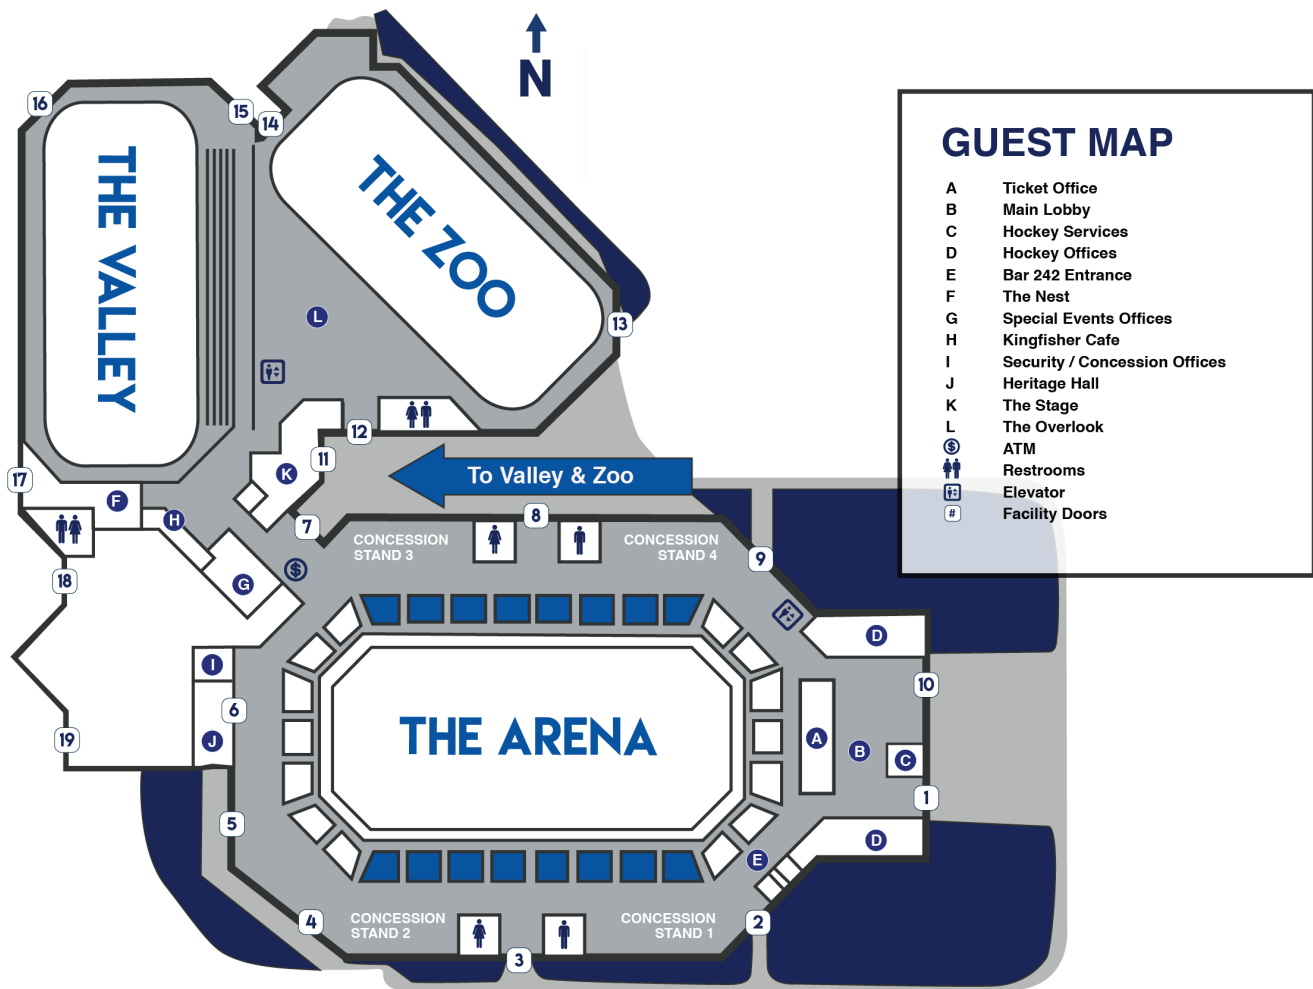 N
GUEST MAP
A Ticket Office
B Main Lobby
C Hockey Services
D Hockey Offices
E Bar 242 Entrance
F The Nest
G Special Events Offices
H Kingfisher Cafe
I Security / Concession Offices
J Heritage Hall
K The Stage
L The Overlook
$ ATM
Restrooms
Elevator
# Facility Doors
16
15
14
THE VALLEY
THE ZOO
L
13
12
11
K
17
F
H
To Valley & Zoo
7
8
CONCESSION
STAND 3
CONCESSION
STAND 4
9
$
18
G
D
I
6
J
19
10
THE ARENA
A
B
C
1
5
E
D
4
CONCESSION
STAND 2
CONCESSION
STAND 1
2
3